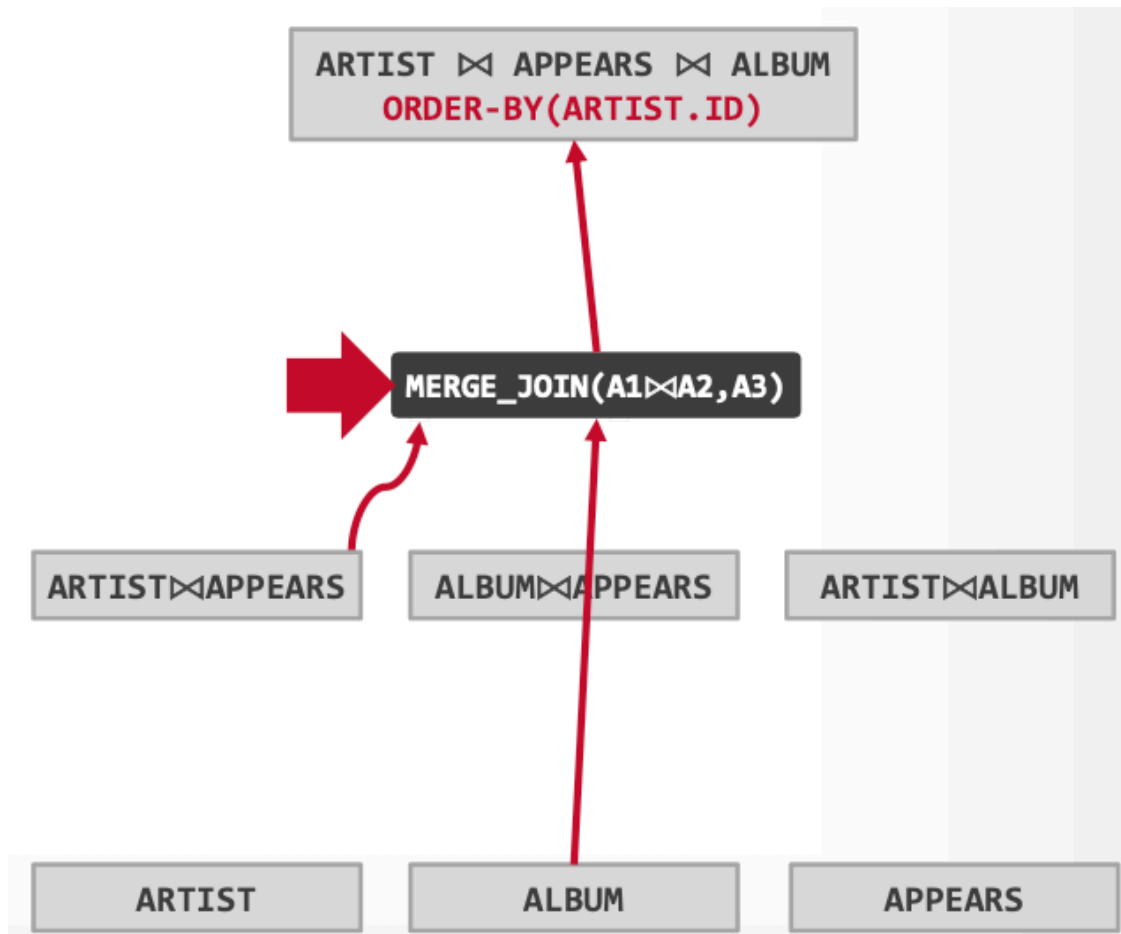 ARTIST ⋈ APPEARS ⋈ ALBUM
ORDER-BY(ARTIST.ID)
MERGE_JOIN(A1⋈A2,A3)
ARTIST⋈APPEARS
ALBUM⋈APPEARS
ARTIST⋈ALBUM
ARTIST
ALBUM
APPEARS